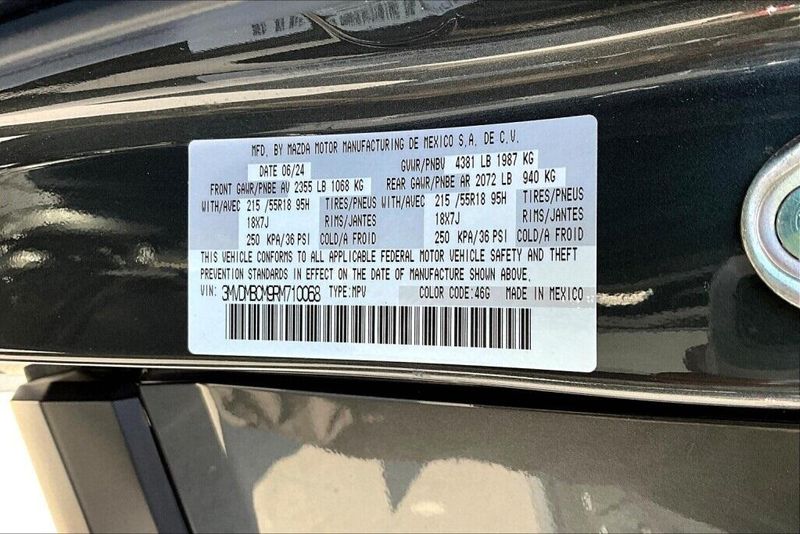 MFD. BY MAZDA MOTOR MANUFACTURING DE MEXICO S.A. DE C.V.
DATE 06/24 GVWR/PNBV 4381 LB 1987 KG
FRONT GAWR/PNBE AV 2355 LB 1068 KG REAR GAWR/PNBE AR 2072 LB 940 KG
WITH/AVEC 215 /55R18 95H TIRES/PNEUS WITH/AVEC 215 /55R18 95H TIRES/PNEUS
18X7J RIMS/JANTES 18X7J RIMS/JANTES
250 KPA/36 PSI COLD/A FROID 250 KPA/36 PSI COLD/A FROID
THIS VEHICLE CONFORMS TO ALL APPLICABLE FEDERAL MOTOR VEHICLE SAFETY AND THEFT
PREVENTION STANDARDS IN EFFECT ON THE DATE OF MANUFACTURE SHOWN ABOVE.
VIN: 3MVDMBCM9RM710068 TYPE:MPV COLOR CODE:46G MADE IN MEXICO